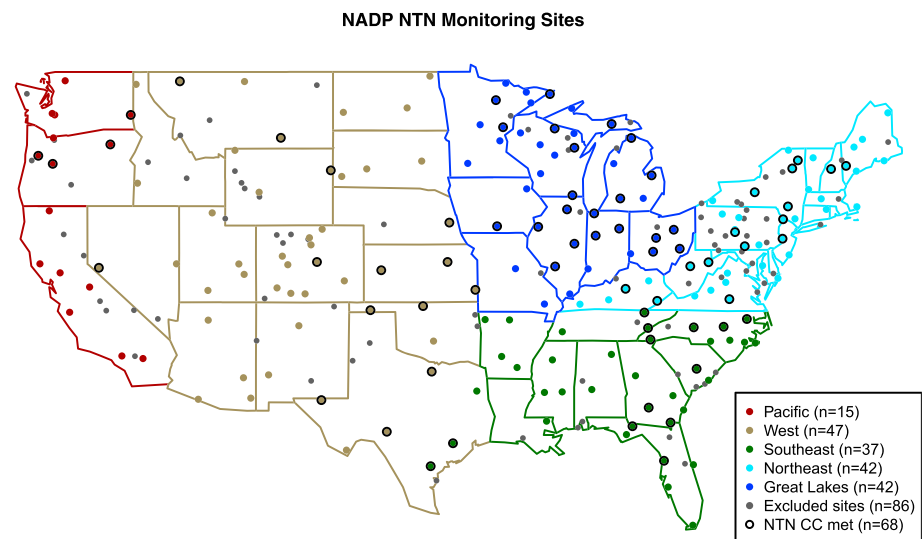 NADP NTN Monitoring Sites
Pacific (n=15)
West (n=47)
Southeast (n=37)
Northeast (n=42)
Great Lakes (n=42)
Excluded sites (n=86)
NTN CC met (n=68)